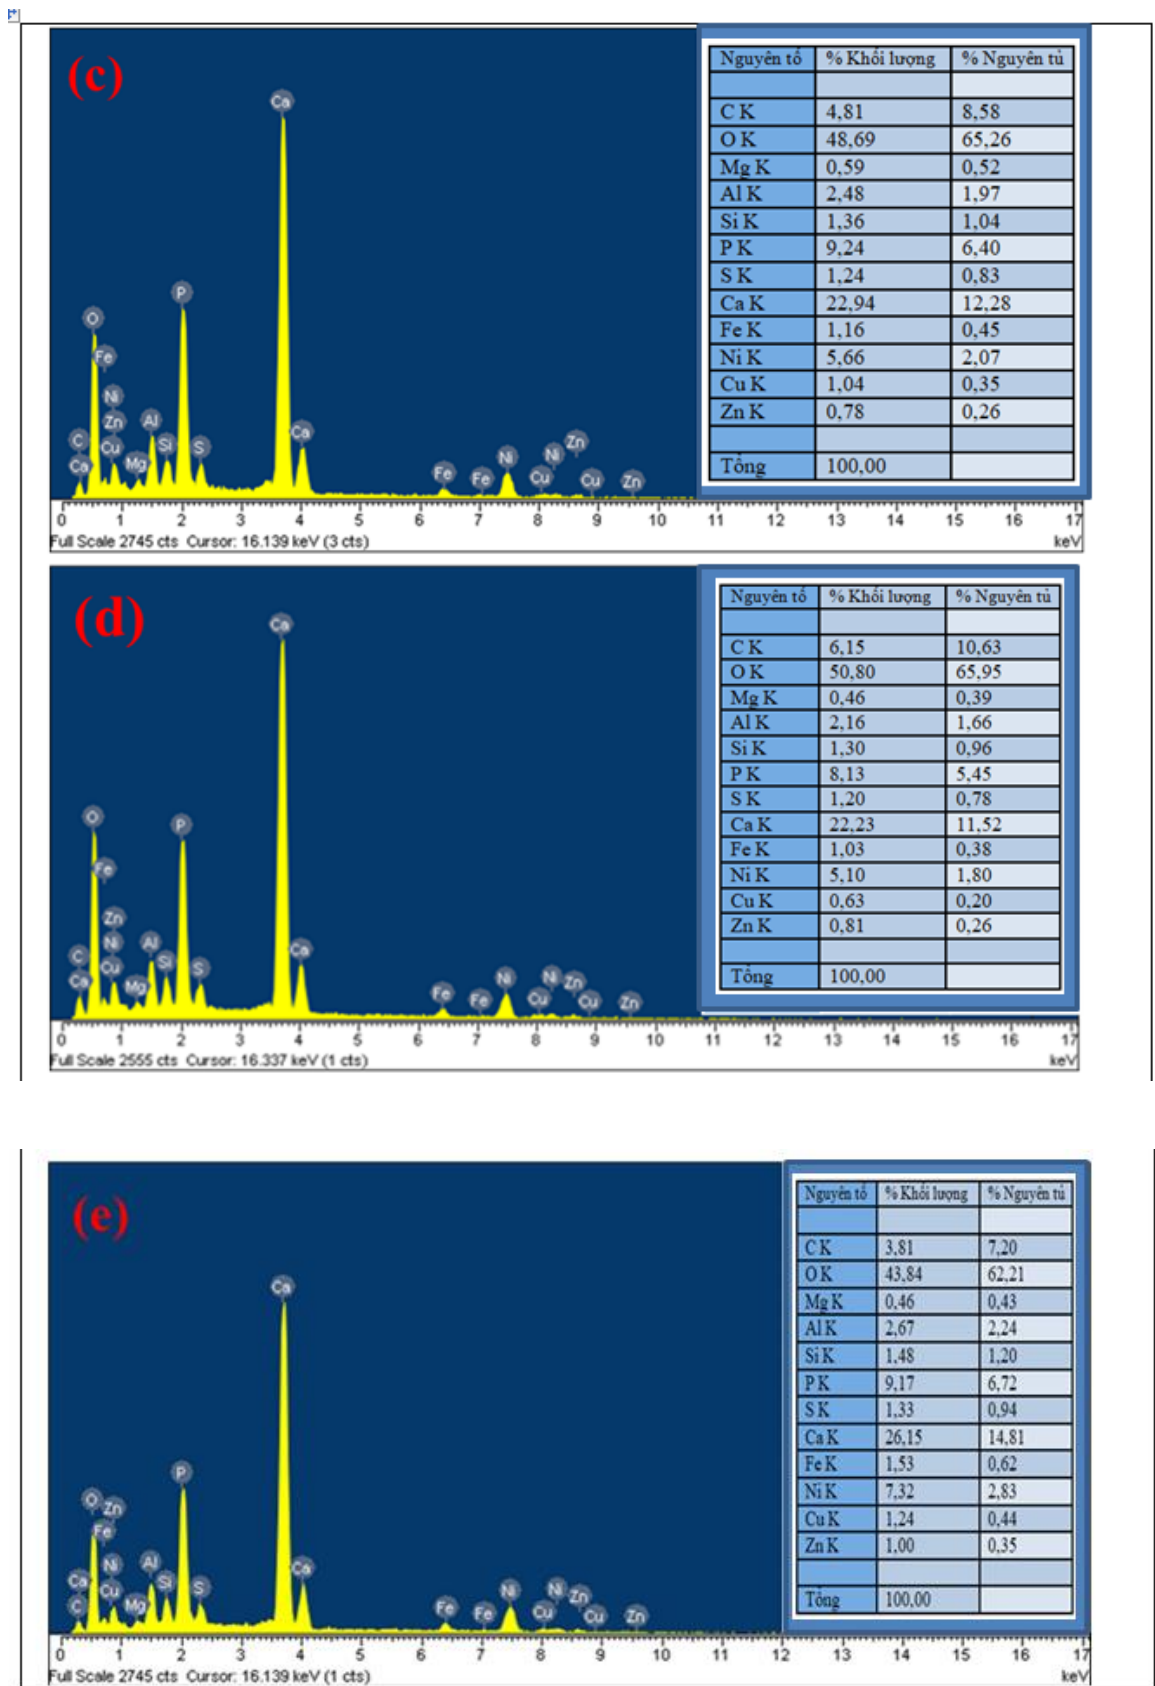 (c)
Nguyên tố % Khối lượng % Nguyên tử
C K 4,81 8,58
O K 48,69 65,26
Mg K 0,59 0,52
Al K 2,48 1,97
Si K 1,36 1,04
P K 9,24 6,40
S K 1,24 0,83
Ca K 22,94 12,28
Fe K 1,16 0,45
Ni K 5,66 2,07
Cu K 1,04 0,35
Zn K 0,78 0,26
Tổng 100,00
Ca
P
O
Fe
Ni
Zn Al Zn
C Cu Si S Ca Ni Ni
Ca Mg Fe Fe Cu Cu Zn
0 1 2 3 4 5 6 7 8 9 10 11 12 13 14 15 16 17
Full Scale 2745 cts Cursor: 16.139 keV (3 cts) keV
(d)
Nguyên tố % Khối lượng % Nguyên tử
C K 6,15 10,63
O K 50,80 65,95
Mg K 0,46 0,39
Al K 2,16 1,66
Si K 1,30 0,96
P K 8,13 5,45
S K 1,20 0,78
Ca K 22,23 11,52
Fe K 1,03 0,38
Ni K 5,10 1,80
Cu K 0,63 0,20
Zn K 0,81 0,26
Tổng 100,00
Ca
O P
Fe
Zn
C Ni Al Ca
Cu Si S Ni Ni Zn
Ca Mg Fe Fe Cu Cu Zn
0 1 2 3 4 5 6 7 8 9 10 11 12 13 14 15 16 17
Full Scale 2555 cts Cursor: 16.337 keV (1 cts) keV
(e)
Nguyên tố % Khối lượng % Nguyên tử
C K 3,81 7,20
O K 43,84 62,21
Mg K 0,46 0,43
Al K 2,67 2,24
Si K 1,48 1,20
P K 9,17 6,72
S K 1,33 0,94
Ca K 26,15 14,81
Fe K 1,53 0,62
Ni K 7,32 2,83
Cu K 1,24 0,44
Zn K 1,00 0,35
Tổng 100,00
Ca
P
O Zn
Fe
Ni Al Ca
Ca Cu Si S Ni Ni Zn
C Mg Fe Fe Cu Cu Zn
0 1 2 3 4 5 6 7 8 9 10 11 12 13 14 15 16 17
Full Scale 2745 cts Cursor: 16.139 keV (1 cts) keV